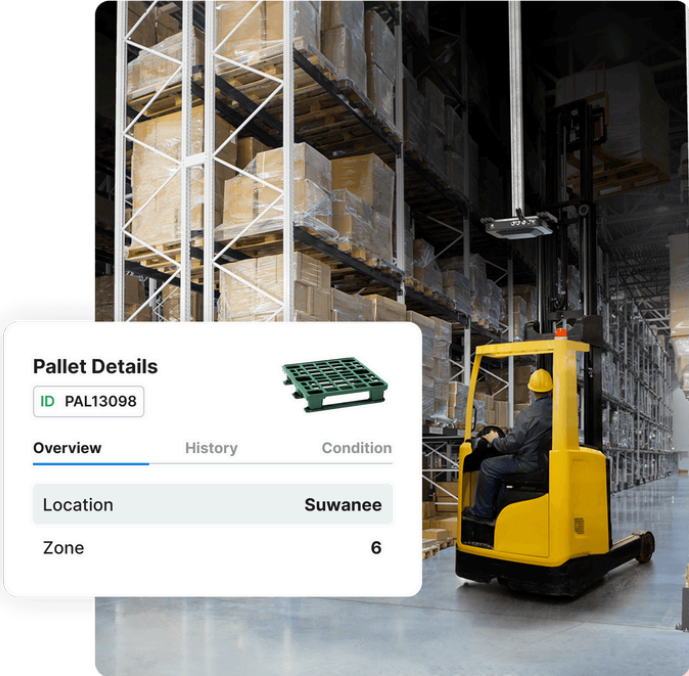 Pallet Details
ID PAL13098
Overview History Condition
Location Suwanee
Zone 6